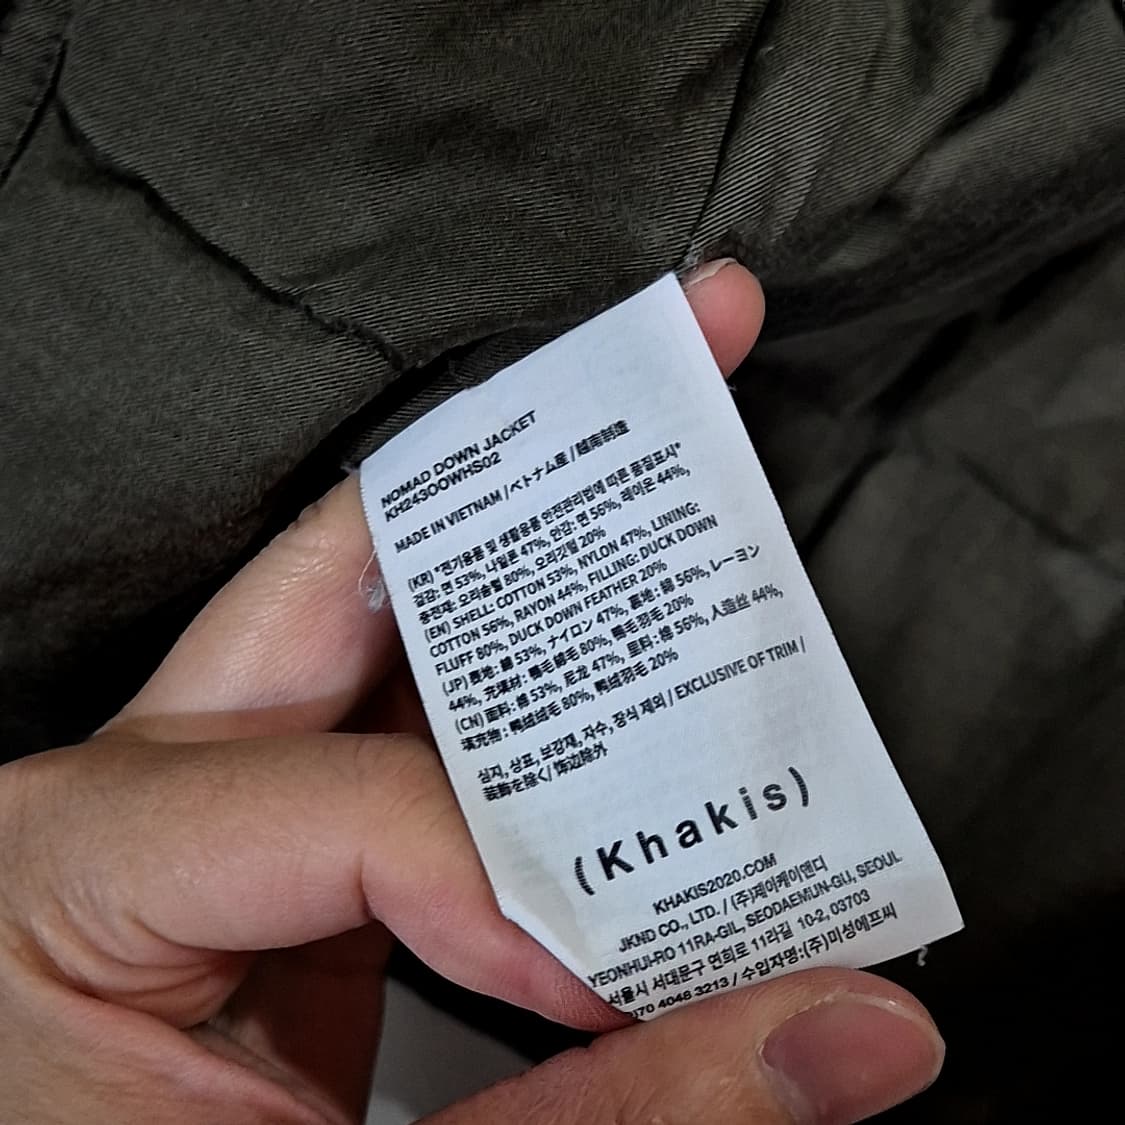 NOMAD DOWN JACKET
KH2430OWHS02
MADE IN VIETNAM / ベトナム産 / 越南制造
(KR) *전기용품 및 생활용품 안전관리법에 따른 품질표시*
겉감: 면 53%, 나일론 47%, 안감: 면 56%, 레이온 44%,
충전재: 오리솜털 80%, 오리깃털 20%
(EN) SHELL: COTTON 53%, NYLON 47%, LINING:
COTTON 56%, RAYON 44%, FILLING: DUCK DOWN
FLUFF 80%, DUCK DOWN FEATHER 20%
(JP) 表地: 綿 53%, ナイロン 47%, 裏地: 綿 56%, レーヨン
44%, 充填材: 鴨毛綿毛 80%, 鴨毛羽毛 20%
(CN) 面料: 棉 53%, 尼龙 47%, 里料: 棉 56%, 人造丝 44%,
填充物: 鸭绒绒毛 80%, 鸭绒羽毛 20%
심지, 상표, 보강재, 자수, 장식 제외 / EXCLUSIVE OF TRIM /
装飾を除く/ 饰边除外
(Khakis)
KHAKIS2020.COM
JKND CO., LTD. / (주)제이케이앤디
YEONHUI-RO 11RA-GIL, SEODAEMUN-GU, SEOUL
서울시 서대문구 연희로 11라길 10-2, 03703
070 4048 3213 / 수입자명:(주)미성에프씨